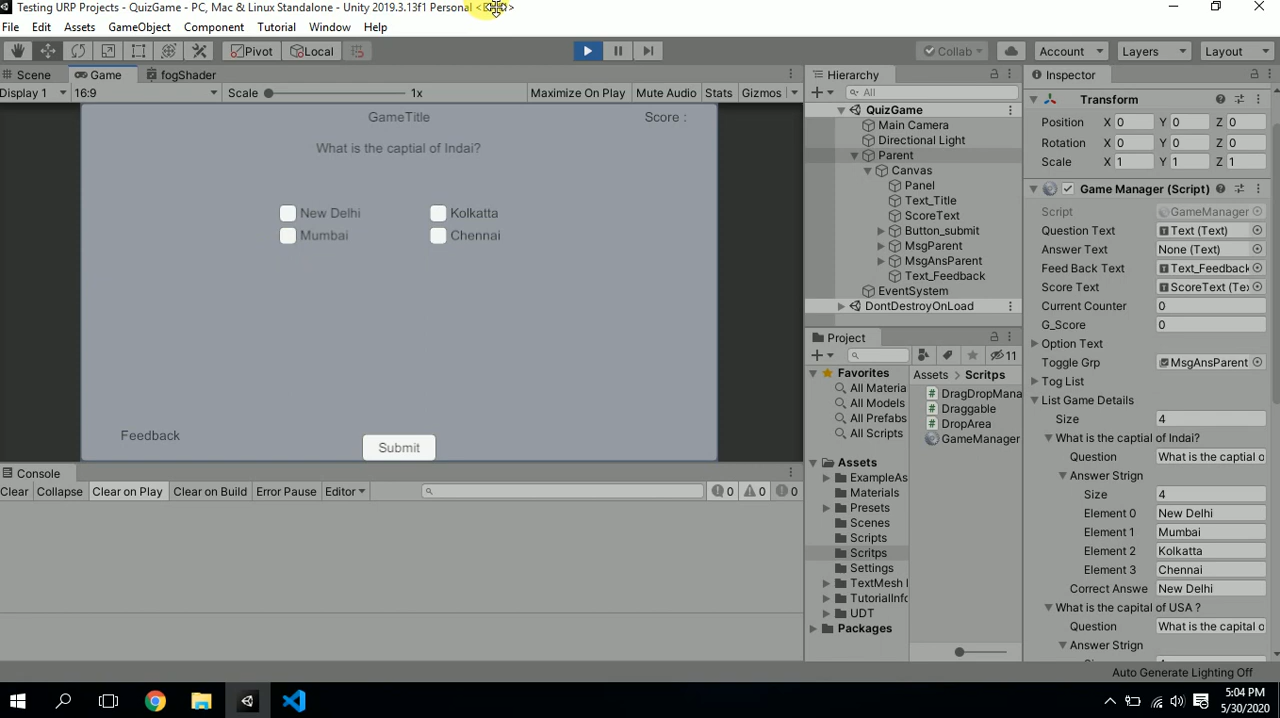 Testing URP Projects - QuizGame - PC, Mac & Linux Standalone - Unity 2019.3.13f1 Personal
File Edit Assets GameObject Component Tutorial Window Help
Pivot Local Collab Account Layers Layout
Scene Game fogShader
Display 1 16:9 Scale 1x Maximize On Play Mute Audio Stats Gizmos
GameTitle Score :
What is the captial of Indai?
New Delhi Kolkatta
Mumbai Chennai
Feedback
Submit
Console
Clear Collapse Clear on Play Clear on Build Error Pause Editor 0 0 0
Hierarchy
All
QuizGame
Main Camera
Directional Light
Parent
Canvas
Panel
Text_Title
ScoreText
Button_submit
MsgParent
MsgAnsParent
Text_Feedback
EventSystem
DontDestroyOnLoad
Project
11
Favorites
All Materia
All Models
All Prefabs
All Scripts
Assets
ExampleAs
Materials
Presets
Scenes
Scripts
Scritps
Settings
TextMesh
TutorialInfo
UDT
Packages
Assets > Scritps
DragDropMana
Draggable
DropArea
GameManager
Inspector
Transform
Position X 0 Y 0 Z 0
Rotation X 0 Y 0 Z 0
Scale X 1 Y 1 Z 1
Game Manager (Script)
Script GameManager
Question Text Text (Text)
Answer Text None (Text)
Feed Back Text Text_Feedback
Score Text ScoreText (Te
Current Counter 0
G_Score 0
Option Text
Toggle Grp MsgAnsParent
Tog List
List Game Details
Size 4
What is the captial of Indai?
Question What is the captial o
Answer Strign
Size 4
Element 0 New Delhi
Element 1 Mumbai
Element 2 Kolkatta
Element 3 Chennai
Correct Answe New Delhi
What is the capital of USA ?
Question What is the capital o
Answer Strign
Auto Generate Lighting Off
5:04 PM
5/30/2020